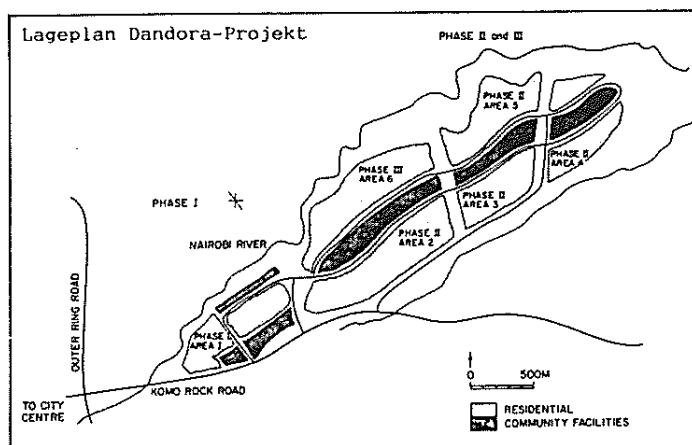 Lageplan Dandora-Projekt
PHASE II and III
PHASE II
AREA 5
PHASE III
AREA 6
PHASE II
AREA 4
PHASE I
PHASE II
AREA 3
NAIROBI RIVER
PHASE II
AREA 2
OUTER RING ROAD
PHASE I
AREA 1
KOMO ROCK ROAD
0
500M
TO CITY
CENTRE
RESIDENTIAL
COMMUNITY FACILITIES